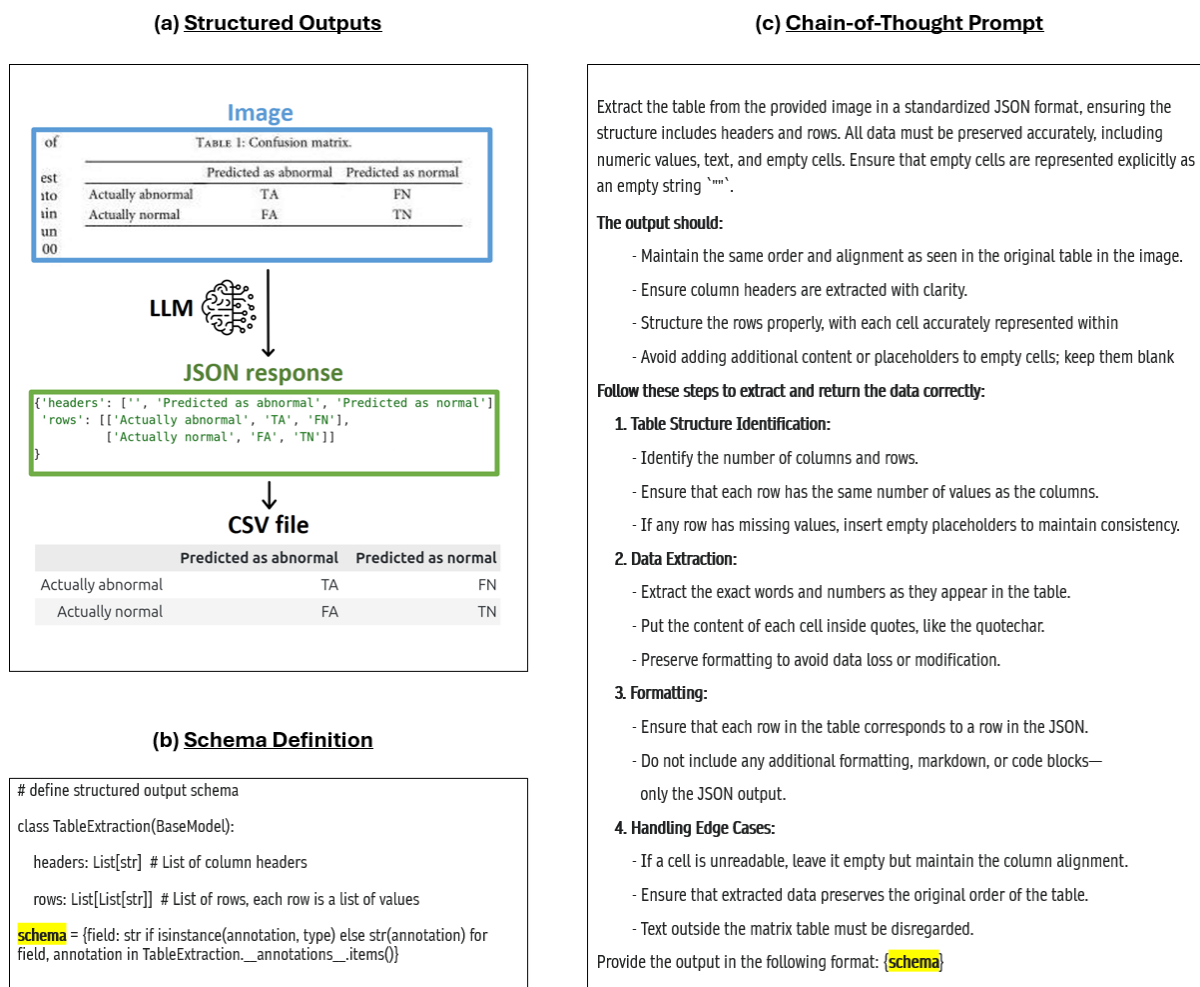 (a) Structured Outputs
Image
of
est
ito
iin
un
00
TABLE 1: Confusion matrix.
Predicted as abnormal Predicted as normal
Actually abnormal TA FN
Actually normal FA TN
LLM
JSON response
{'headers': ['', 'Predicted as abnormal', 'Predicted as normal']
'rows': [['Actually abnormal', 'TA', 'FN'],
['Actually normal', 'FA', 'TN']]
}
CSV file
Predicted as abnormal Predicted as normal
Actually abnormal TA FN
Actually normal FA TN
(b) Schema Definition
# define structured output schema
class TableExtraction(BaseModel):
headers: List[str] # List of column headers
rows: List[List[str]] # List of rows, each row is a list of values
schema = {field: str if isinstance(annotation, type) else str(annotation) for
field, annotation in TableExtraction.__annotations__.items()}
(c) Chain-of-Thought Prompt
Extract the table from the provided image in a standardized JSON format, ensuring the
structure includes headers and rows. All data must be preserved accurately, including
numeric values, text, and empty cells. Ensure that empty cells are represented explicitly as
an empty string `""`.
The output should:
- Maintain the same order and alignment as seen in the original table in the image.
- Ensure column headers are extracted with clarity.
- Structure the rows properly, with each cell accurately represented within
- Avoid adding additional content or placeholders to empty cells; keep them blank
Follow these steps to extract and return the data correctly:
1. Table Structure Identification:
- Identify the number of columns and rows.
- Ensure that each row has the same number of values as the columns.
- If any row has missing values, insert empty placeholders to maintain consistency.
2. Data Extraction:
- Extract the exact words and numbers as they appear in the table.
- Put the content of each cell inside quotes, like the quotechar.
- Preserve formatting to avoid data loss or modification.
3. Formatting:
- Ensure that each row in the table corresponds to a row in the JSON.
- Do not include any additional formatting, markdown, or code blocks—
only the JSON output.
4. Handling Edge Cases:
- If a cell is unreadable, leave it empty but maintain the column alignment.
- Ensure that extracted data preserves the original order of the table.
- Text outside the matrix table must be disregarded.
Provide the output in the following format: {schema}